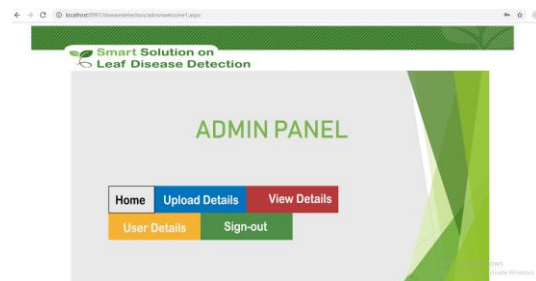 Smart Solution on
Leaf Disease Detection
ADMIN PANEL
Home Upload Details View Details
User Details Sign-out